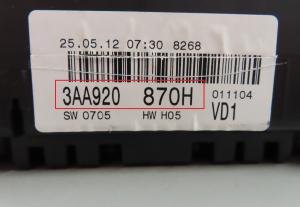 25.05.12 07:30 8268
3AA920 870H 011104
SW 0705 HW H05 VD1